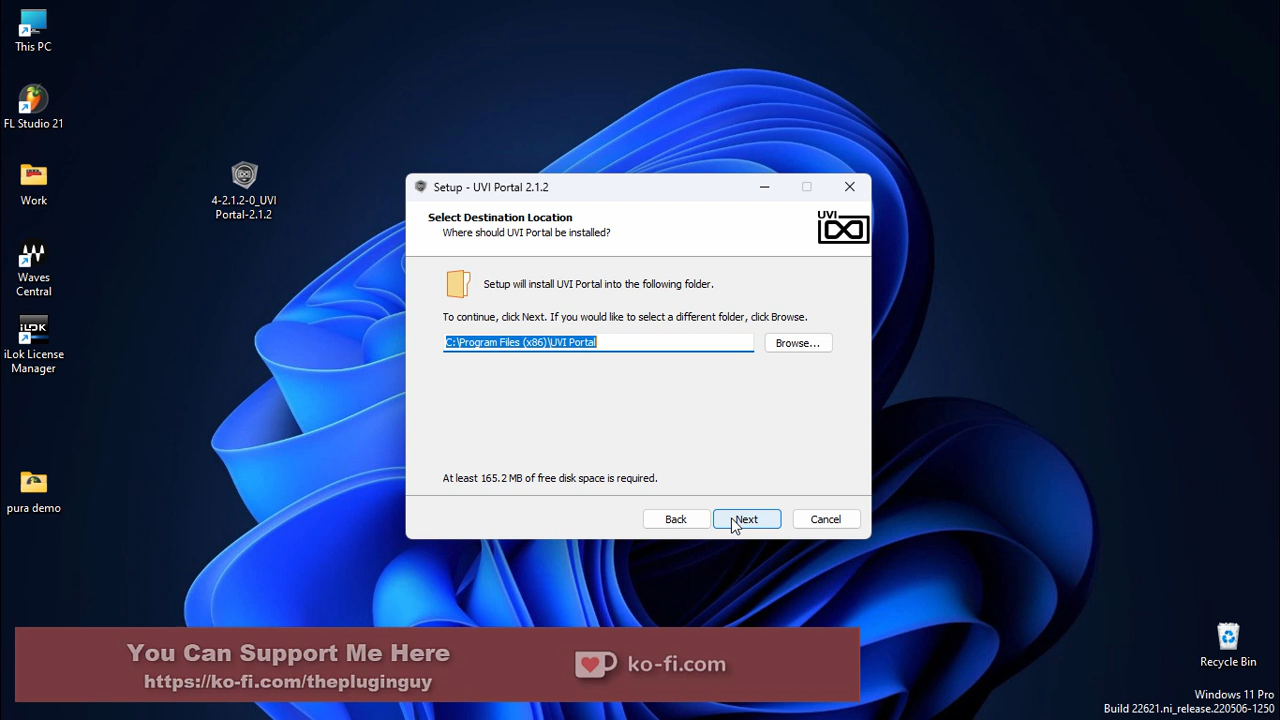 This PC
FL Studio 21
Work
Waves
Central
iLOK
iLok License
Manager
pura demo
4-2.1.2-0_UVI
Portal-2.1.2
Setup - UVI Portal 2.1.2
Select Destination Location
Where should UVI Portal be installed?
UVI
Setup will install UVI Portal into the following folder.
To continue, click Next. If you would like to select a different folder, click Browse.
C:\Program Files (x86)\UVI Portal
Browse...
At least 165.2 MB of free disk space is required.
Back
Next
Cancel
You Can Support Me Here
https://ko-fi.com/thepluginguy
ko-fi.com
Recycle Bin
Windows 11 Pro
Build 22621.ni_release.220506-1250